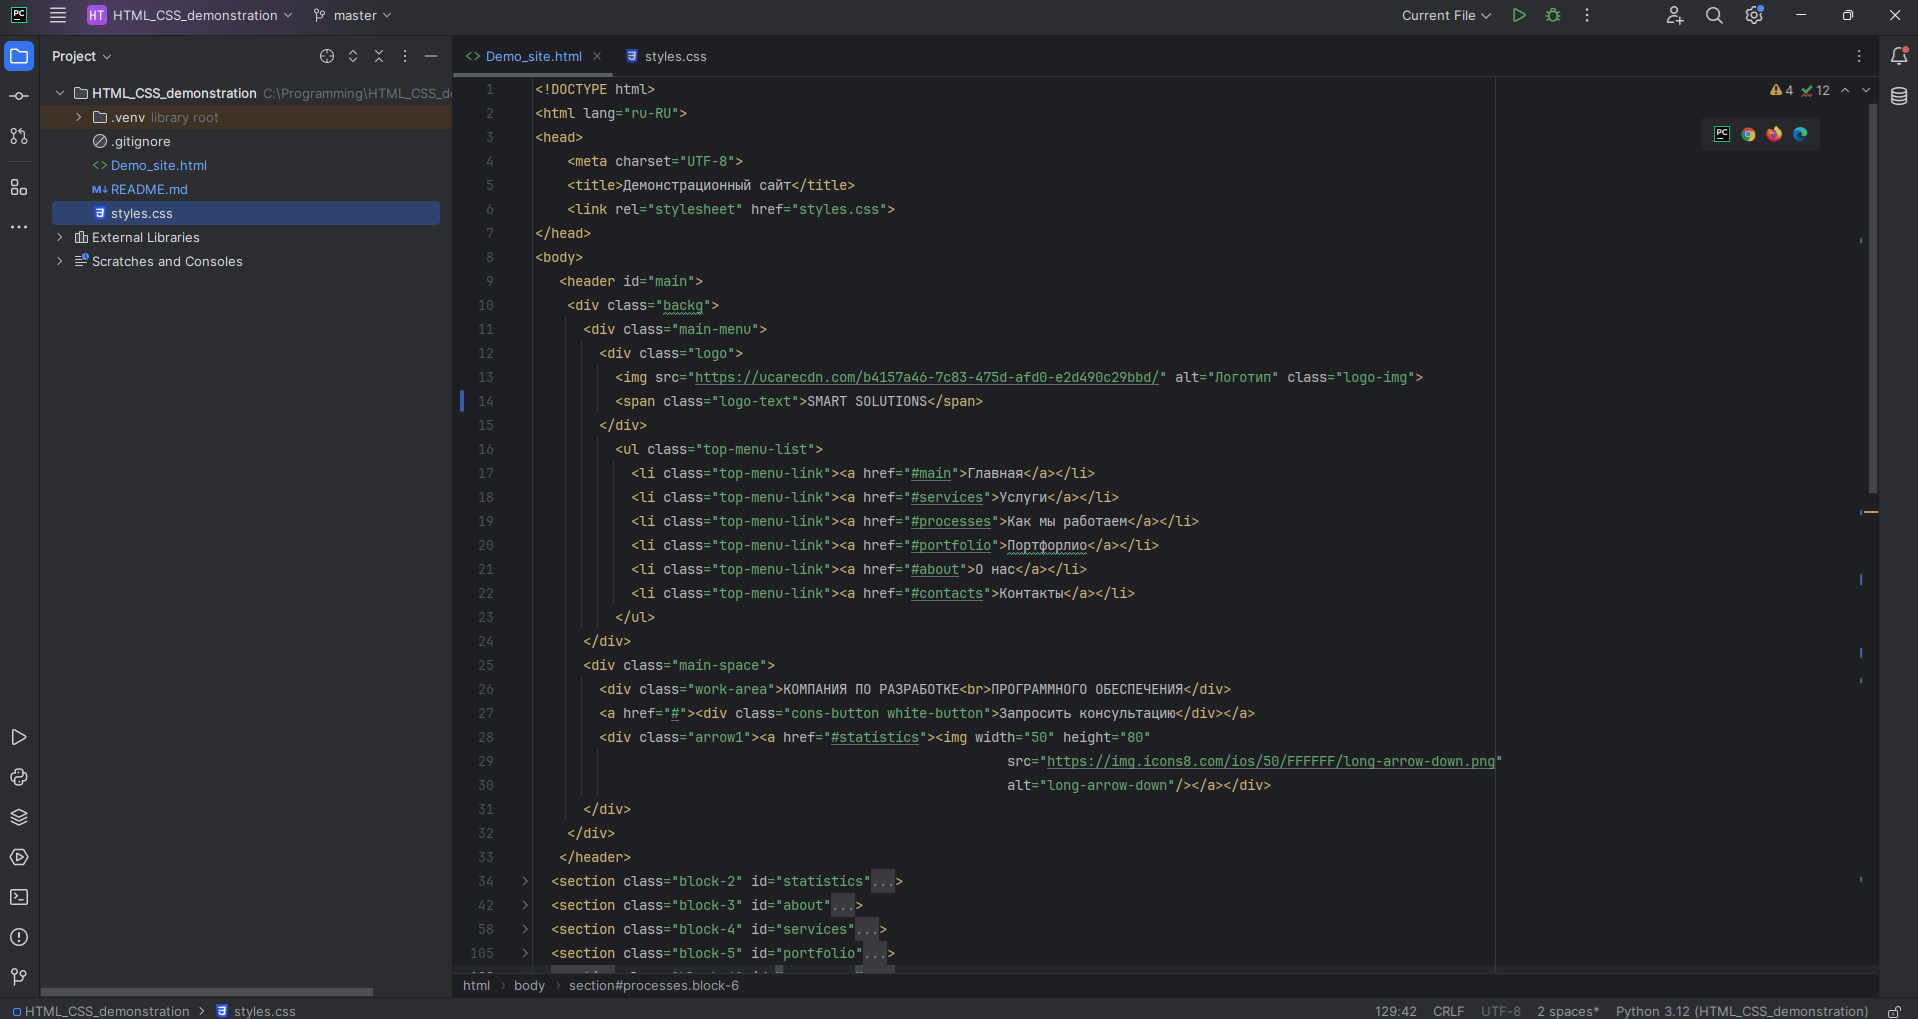 PC HT HTML_CSS_demonstration master Current File
Project
Demo_site.html styles.css
HTML_CSS_demonstration C:\Programming\HTML_CSS_d
.venv library root
.gitignore
Demo_site.html
M↓ README.md
styles.css
External Libraries
Scratches and Consoles
4 12
PC
1 <!DOCTYPE html>
2 <html lang="ru-RU">
3 <head>
4 <meta charset="UTF-8">
5 <title>Демонстрационный сайт</title>
6 <link rel="stylesheet" href="styles.css">
7 </head>
8 <body>
9 <header id="main">
10 <div class="backg">
11 <div class="main-menu">
12 <div class="logo">
13 <img src="https://ucarecdn.com/b4157a46-7c83-475d-afd0-e2d490c29bbd/" alt="Логотип" class="logo-img">
14 <span class="logo-text">SMART SOLUTIONS</span>
15 </div>
16 <ul class="top-menu-list">
17 <li class="top-menu-link"><a href="#main">Главная</a></li>
18 <li class="top-menu-link"><a href="#services">Услуги</a></li>
19 <li class="top-menu-link"><a href="#processes">Как мы работаем</a></li>
20 <li class="top-menu-link"><a href="#portfolio">Портфорлио</a></li>
21 <li class="top-menu-link"><a href="#about">О нас</a></li>
22 <li class="top-menu-link"><a href="#contacts">Контакты</a></li>
23 </ul>
24 </div>
25 <div class="main-space">
26 <div class="work-area">КОМПАНИЯ ПО РАЗРАБОТКЕ<br>ПРОГРАММНОГО ОБЕСПЕЧЕНИЯ</div>
27 <a href="#"><div class="cons-button white-button">Запросить консультацию</div></a>
28 <div class="arrow1"><a href="#statistics"><img width="50" height="80"
29 src="https://img.icons8.com/ios/50/FFFFFF/long-arrow-down.png"
30 alt="long-arrow-down"/></a></div>
31 </div>
32 </div>
33 </header>
34 <section class="block-2" id="statistics"...>
42 <section class="block-3" id="about"...>
58 <section class="block-4" id="services"...>
105 <section class="block-5" id="portfolio"...>
html body section#processes.block-6
HTML_CSS_demonstration styles.css 129:42 CRLF UTF-8 2 spaces* Python 3.12 (HTML_CSS_demonstration)